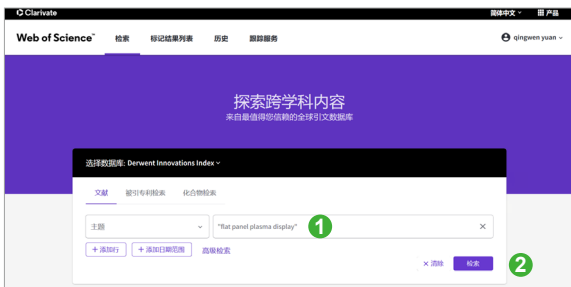 Clarivate
简体中文 产品
Web of Science™ 检索 标记结果列表 历史 跟踪服务 qingwen yuan
探索跨学科内容
来自最值得您信赖的全球引文数据库
选择数据库: Derwent Innovations Index
文献 被引专利检索 化合物检索
主题 "flat panel plasma display" 1 ×
+ 添加行 + 添加日期范围 高级检索
× 清除 检索 2